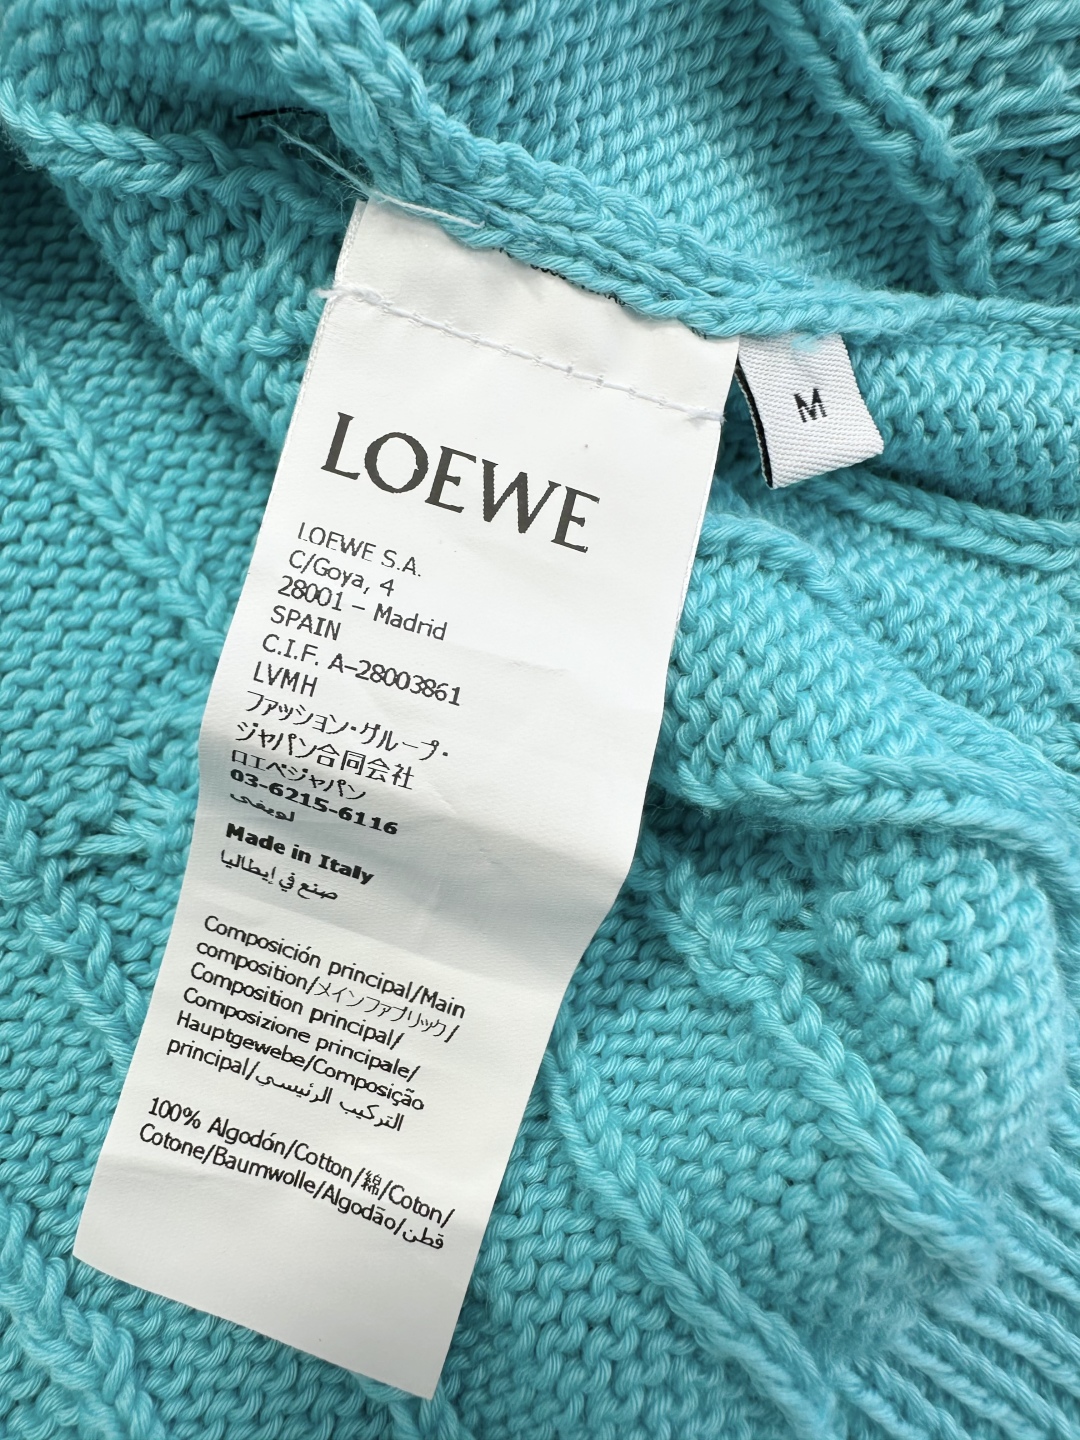 M
LOEWE
LOEWE S.A.
C/Goya, 4
28001 – Madrid
SPAIN
C.I.F. A–28003861
LVMH
ファッション・グループ・
ジャパン合同会社
ロエベジャパン
03-6215-6116
لويفي
Made in Italy
صنع في إيطاليا
Composición principal/Main
composition/メインファブリック/
Composition principal/
Composizione principale/
Hauptgewebe/Composição
principal/التركيب الرئيسي
100% Algodón/Cotton/綿/Coton/
Cotone/Baumwolle/Algodão/قطن